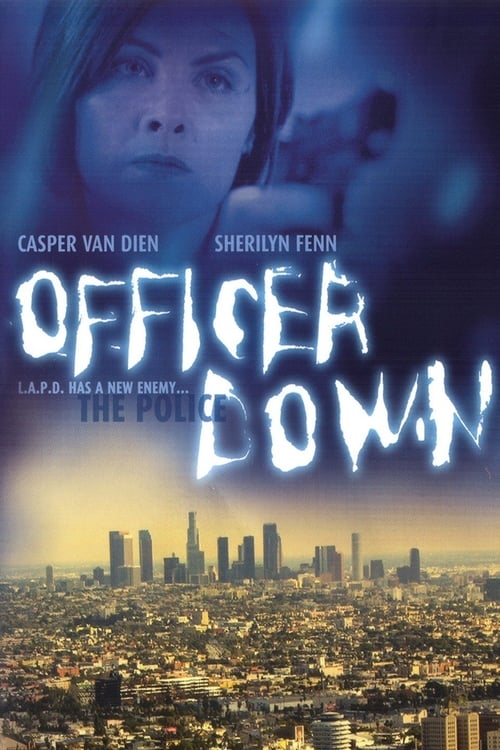 CASPER VAN DIEN
SHERILYN FENN
OFFICER
DOWN
L.A.P.D. HAS A NEW ENEMY...
THE POLICE